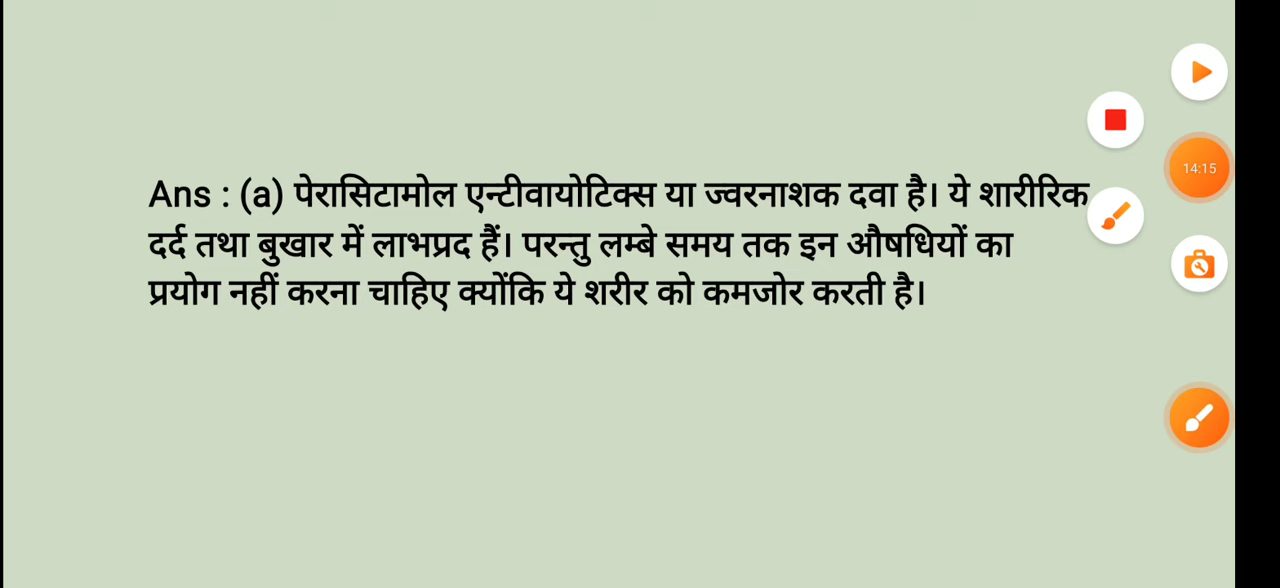 Ans : (a) पेरासिटामोल एन्टीवायोटिक्स या ज्वरनाशक दवा है। ये शारीरिक
दर्द तथा बुखार में लाभप्रद हैं। परन्तु लम्बे समय तक इन औषधियों का
प्रयोग नहीं करना चाहिए क्योंकि ये शरीर को कमजोर करती है।
14:15